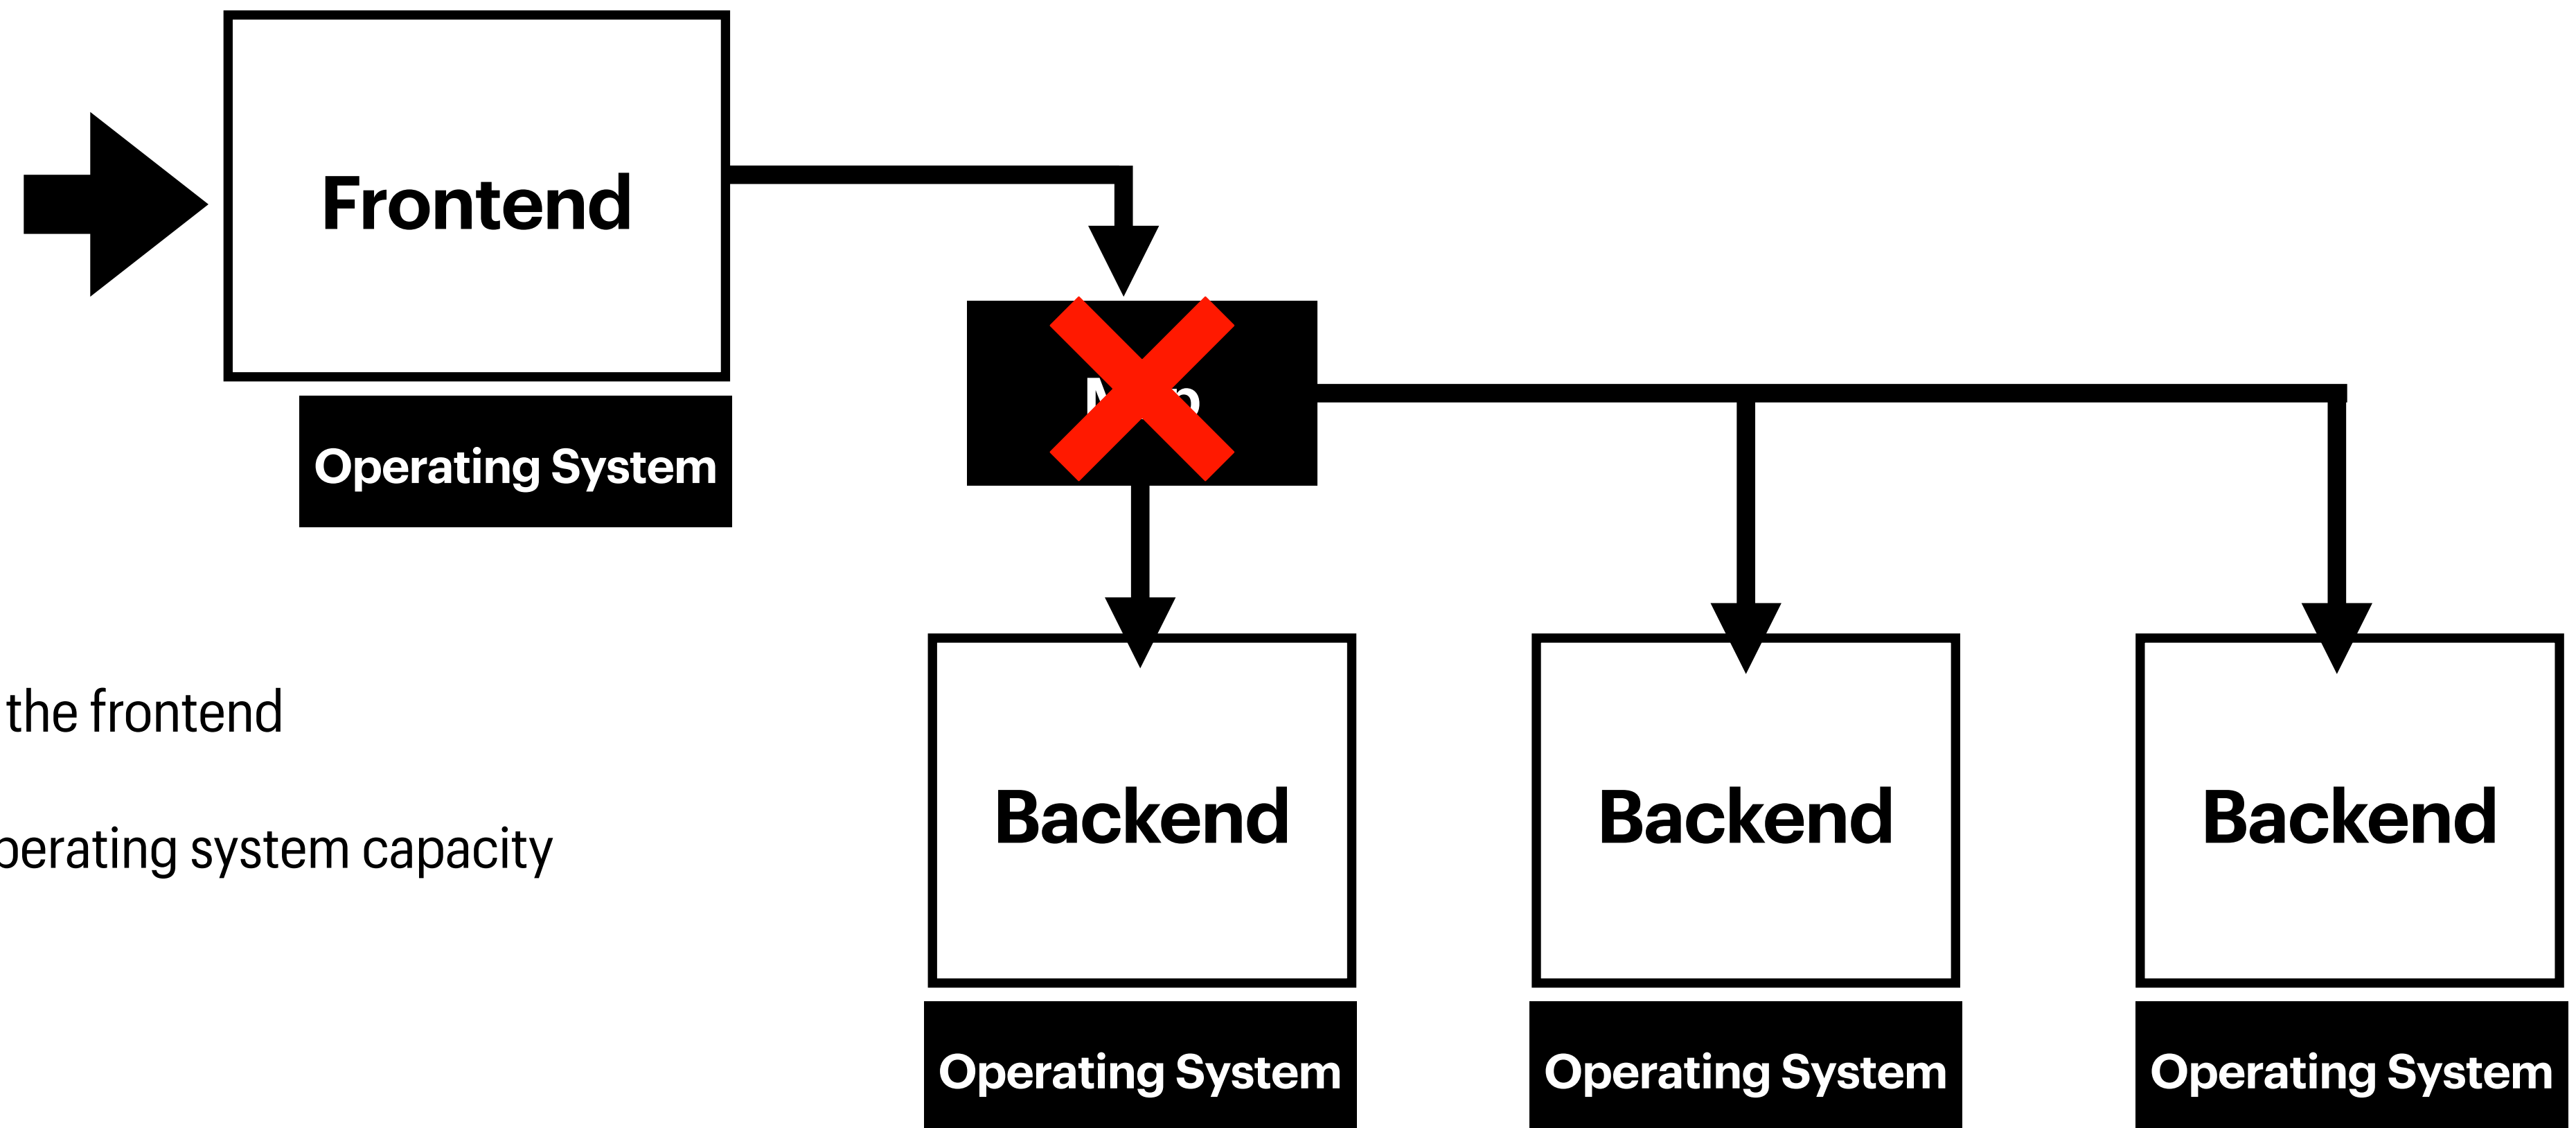 Frontend
Operating System
the frontend
perating system capacity
Backend
Backend
Backend
Operating System
Operating System
Operating System